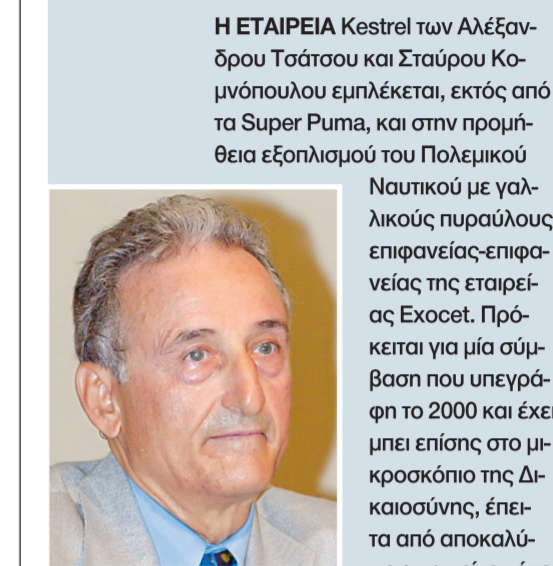 Η ΕΤΑΙΡΕΙΑ Kestrel των Αλέξαν-
δρου Τσάτσου και Σταύρου Κο-
μνόπουλου εμπλέκεται, εκτός από
τα Super Puma, και στην προμή-
θεια εξοπλισμού του Πολεμικού
Ναυτικού με γαλ-
λικούς πυραύλους
επιφανείας-επιφα-
νείας της εταιρεί-
ας Exocet. Πρό-
κειται για μία σύμ-
βαση που υπεγρά-
φη το 2000 και έχει
μπει επίσης στο μι-
κροσκόπιο της Δι-
καιοσύνης, έπει-
τα από αποκαλύ-